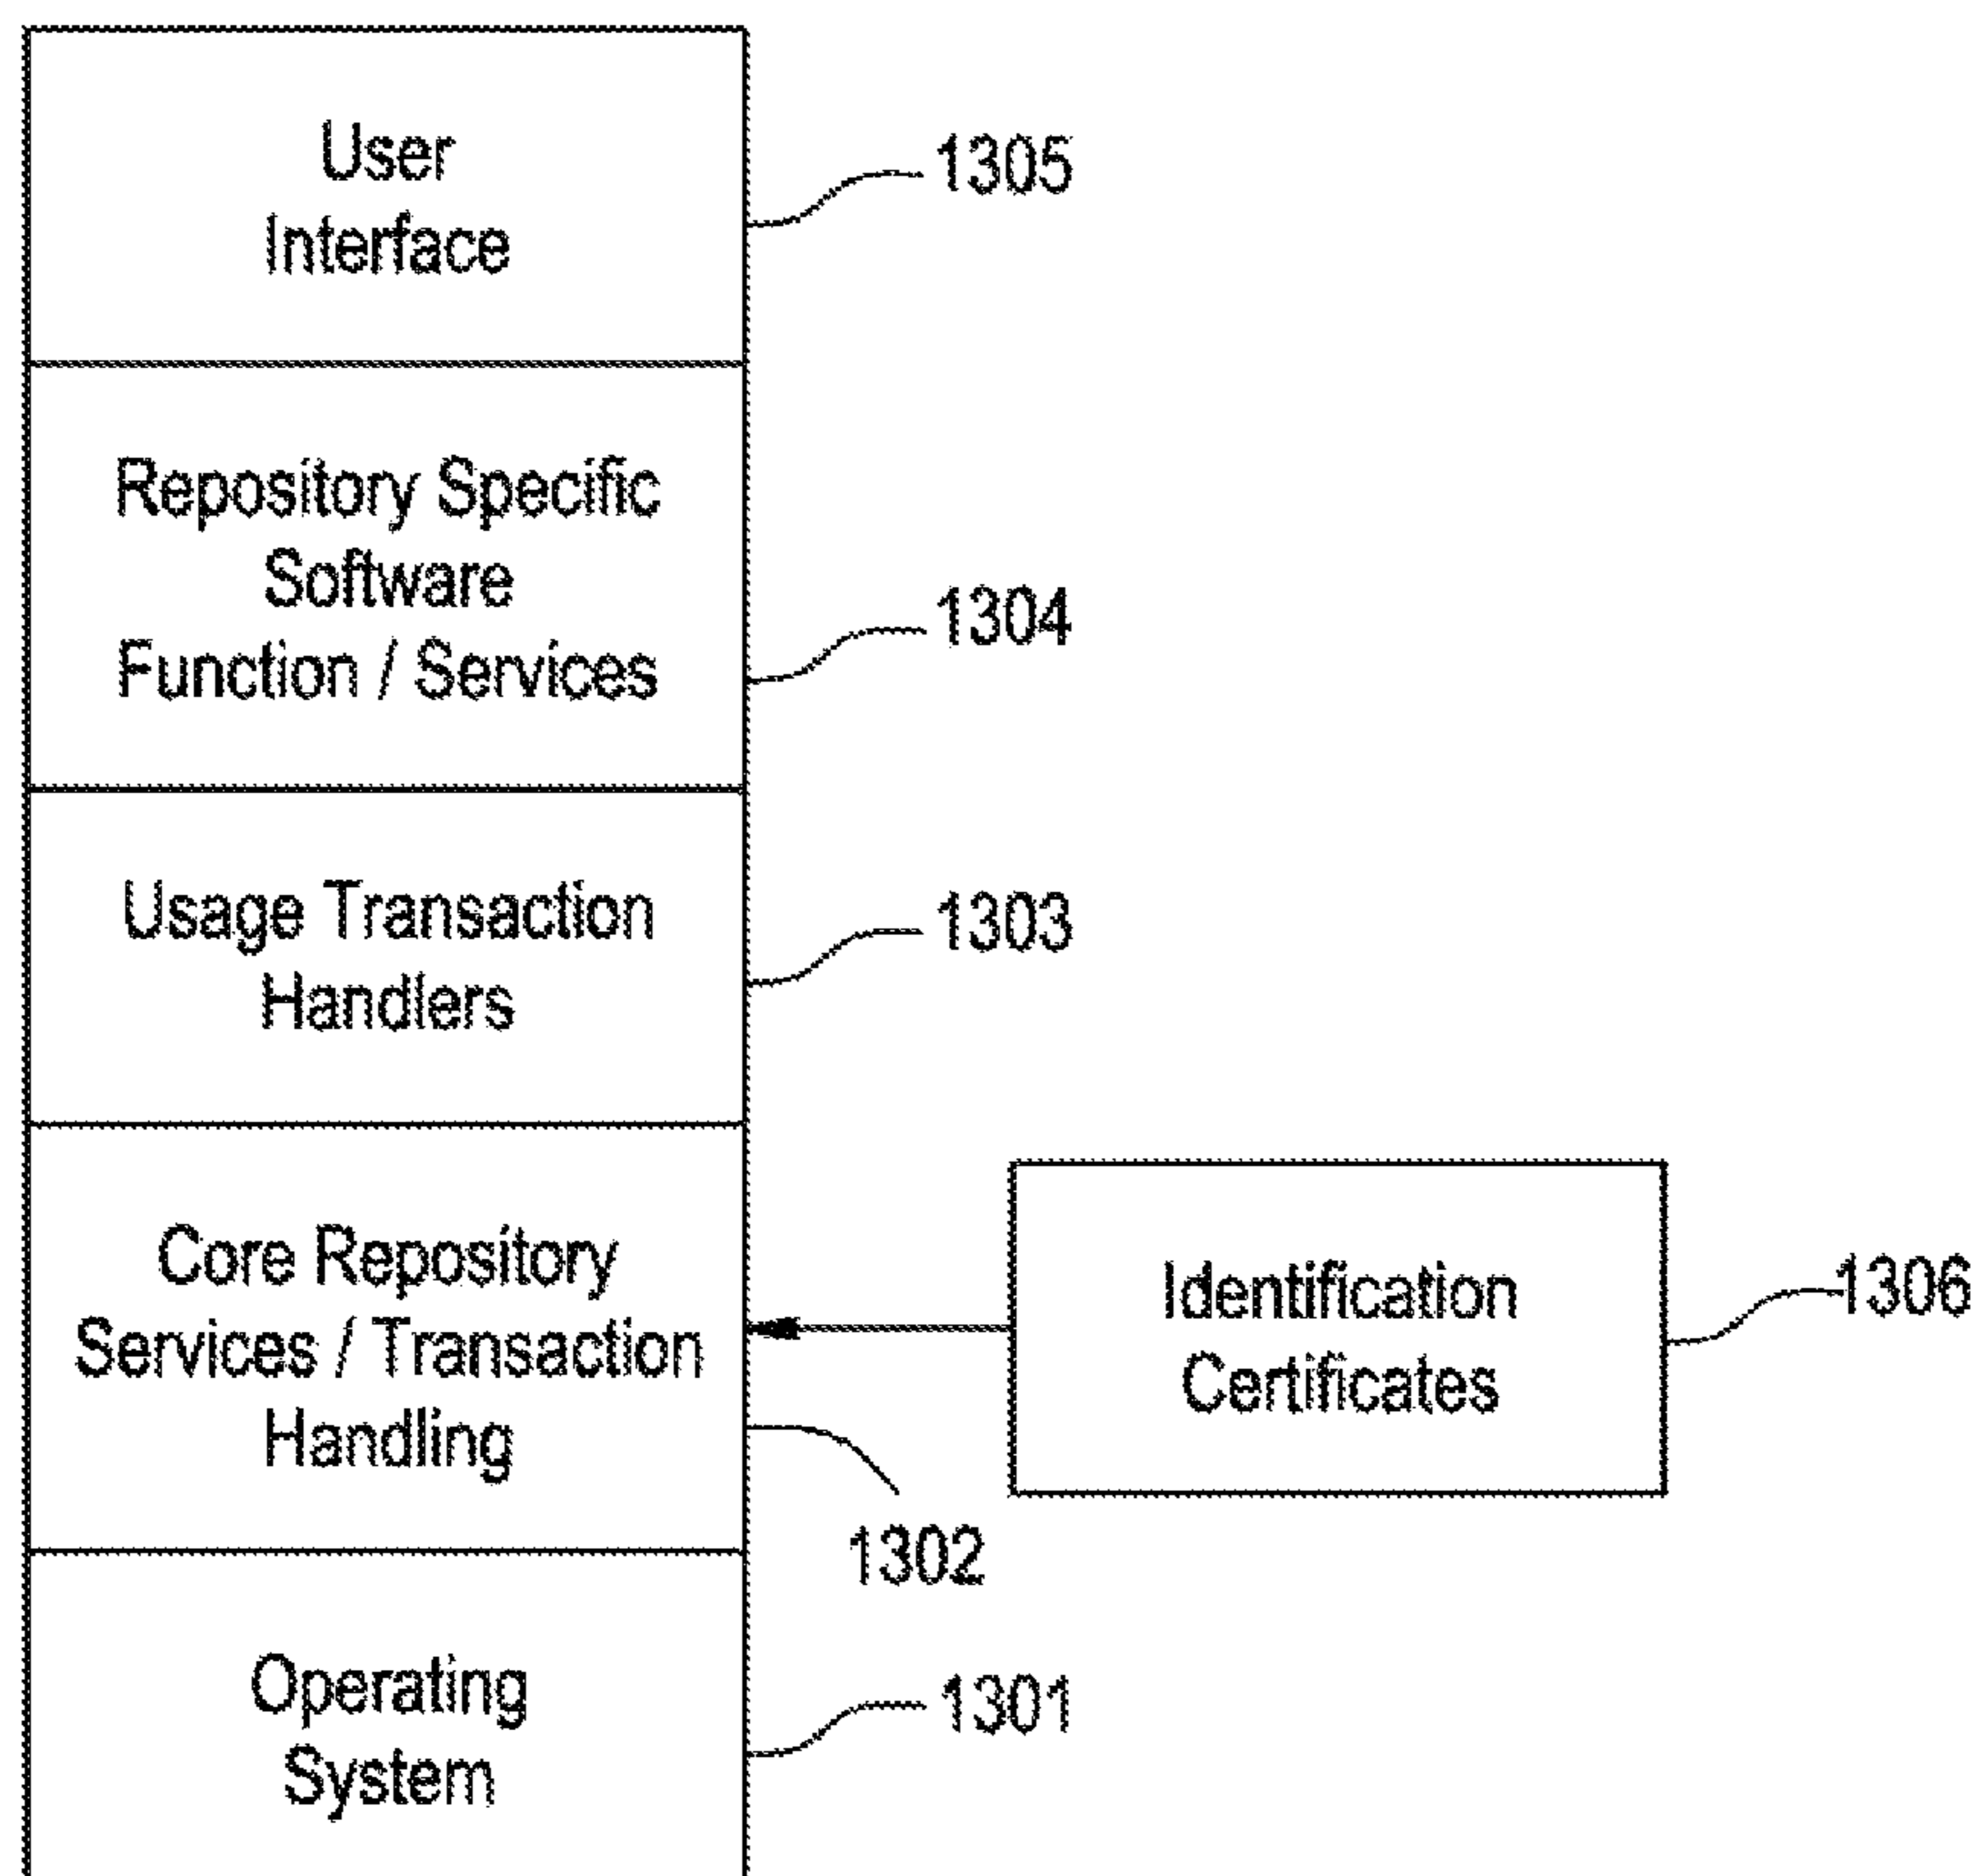 User
Interface
1305
Repository Specific
Software
Function / Services
1304
Usage Transaction
Handlers
1303
Core Repository
Services / Transaction
Handling
1302
Identification
Certificates
1306
Operating
System
1301